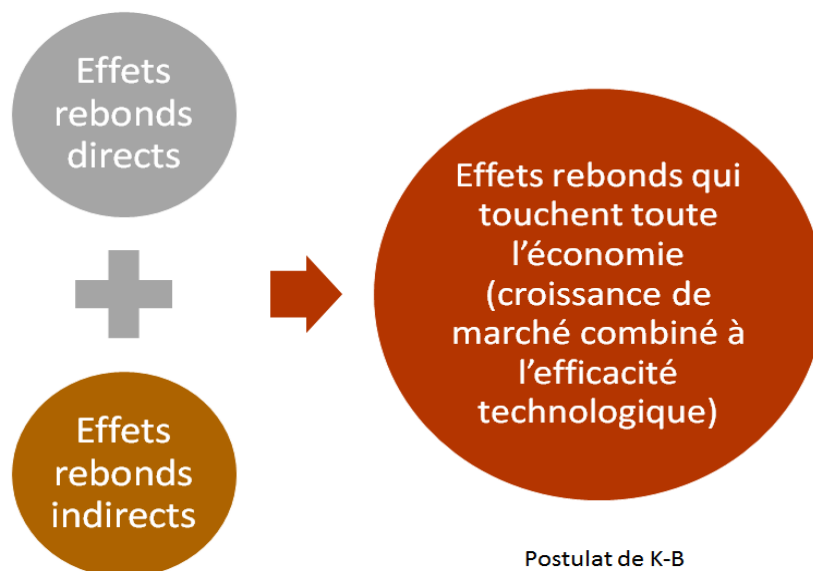 Effets
rebonds
directs
Effets
rebonds
indirects
Effets rebonds qui
touchent toute
l’économie
(croissance de
marché combiné à
l’efficacité
technologique)
Postulat de K-B